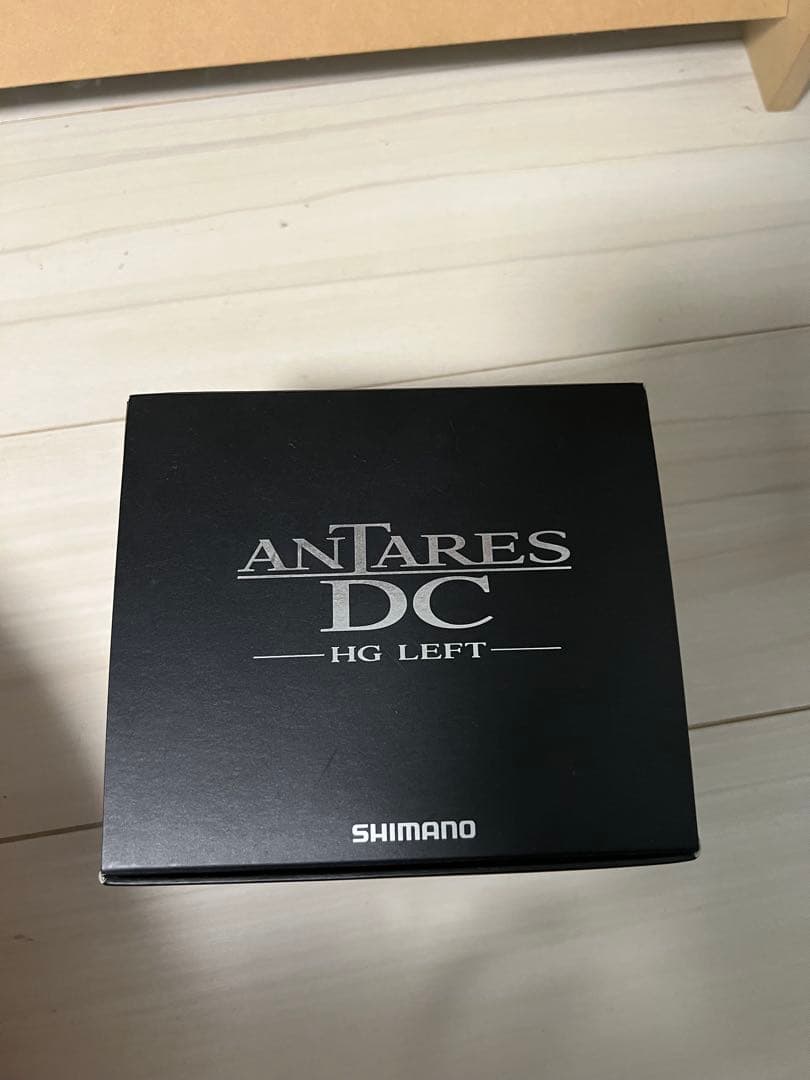 ANTARES
DC
HG LEFT
SHIMANO